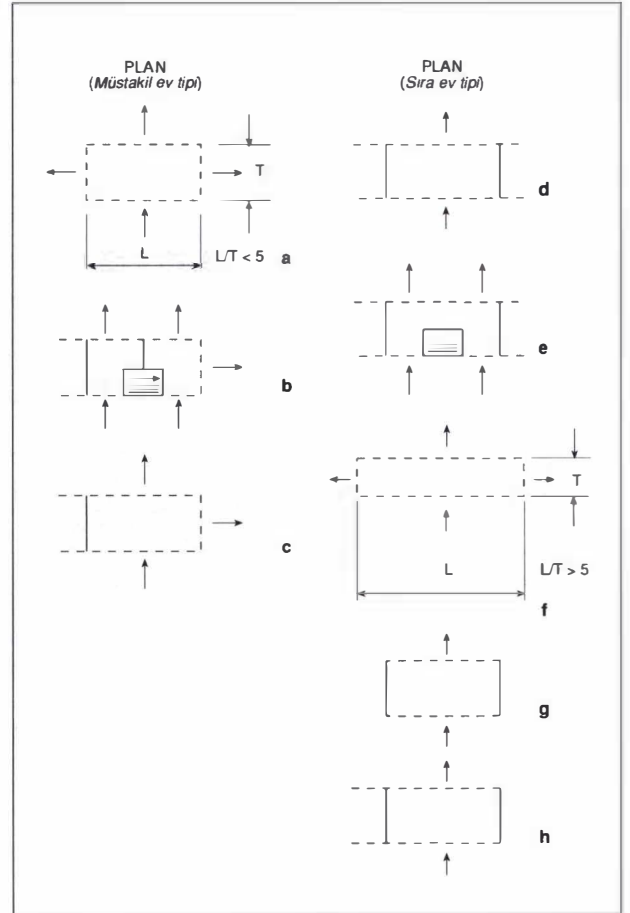 PLAN
(Müstakil ev tipi)
T
L
L/T < 5
a
b
c
PLAN
(Sıra ev tipi)
d
e
T
L
L/T > 5
f
g
h